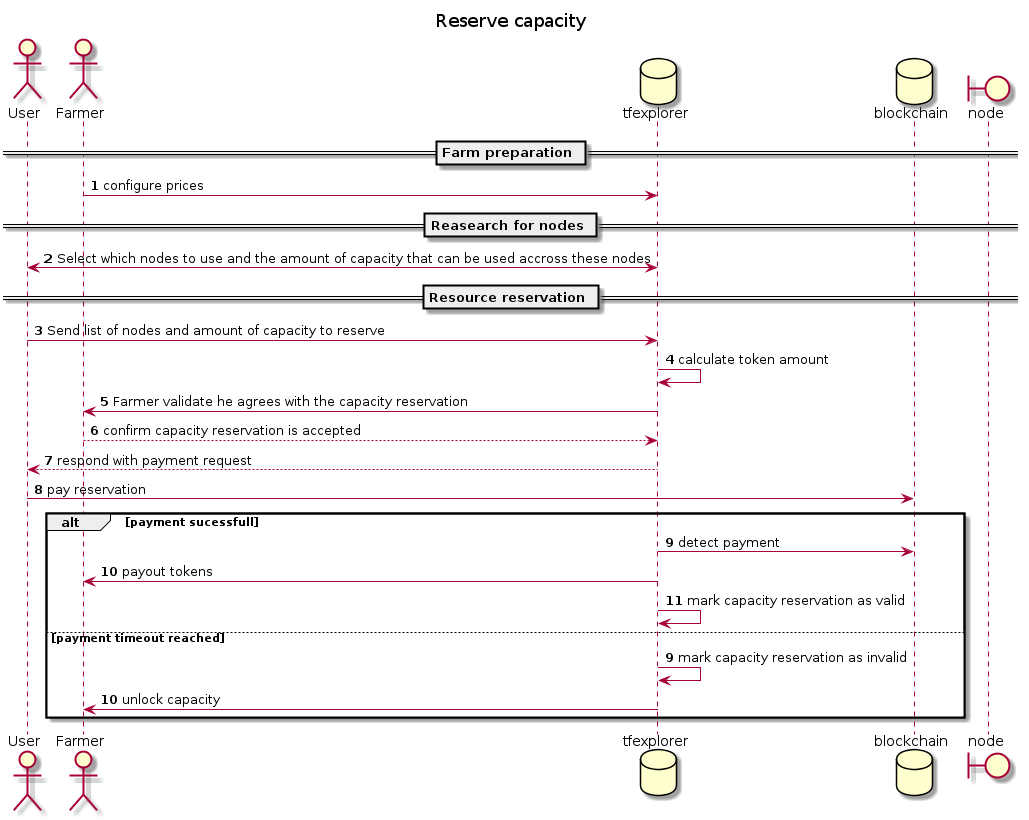 Reserve capacity
User Farmer tfexplorer blockchain node
Farm preparation
1 configure prices
Reasearch for nodes
2 Select which nodes to use and the amount of capacity that can be used accross these nodes
Resource reservation
3 Send list of nodes and amount of capacity to reserve
4 calculate token amount
5 Farmer validate he agrees with the capacity reservation
6 confirm capacity reservation is accepted
7 respond with payment request
8 pay reservation
alt [payment sucessfull]
9 detect payment
10 payout tokens
11 mark capacity reservation as valid
[payment timeout reached]
9 mark capacity reservation as invalid
10 unlock capacity
User Farmer tfexplorer blockchain node